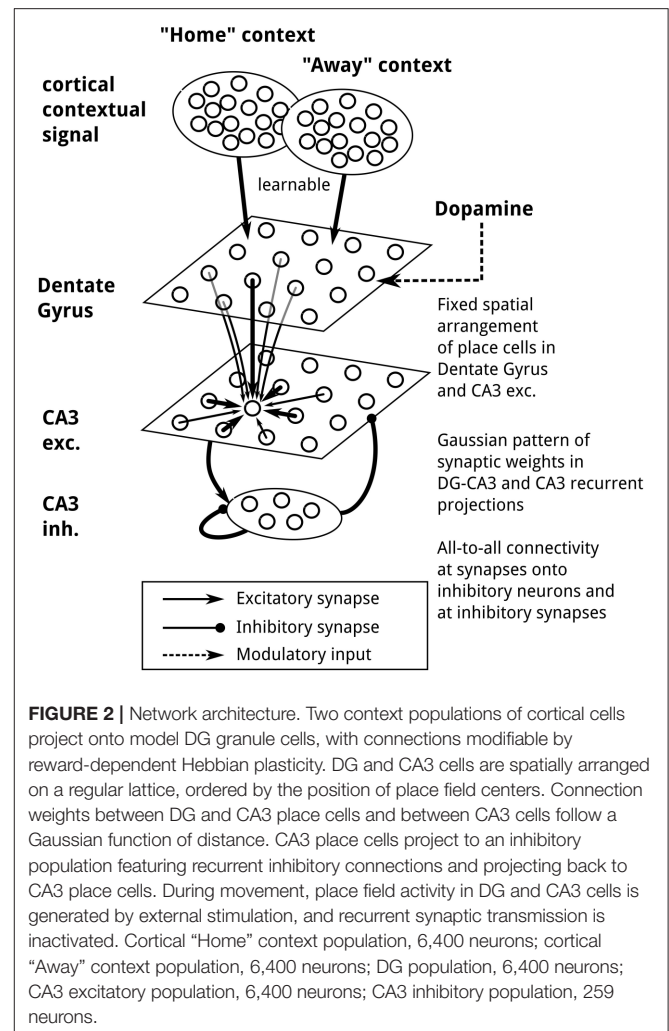 "Home" context
"Away" context
cortical
contextual
signal
learnable
Dopamine
Dentate
Gyrus
Fixed spatial
arrangement
of place cells in
Dentate Gyrus
and CA3 exc.
CA3
exc.
Gaussian pattern of
synaptic weights in
DG-CA3 and CA3 recurrent
projections
CA3
inh.
All-to-all connectivity
at synapses onto
inhibitory neurons and
at inhibitory synapses
Excitatory synapse
Inhibitory synapse
Modulatory input
FIGURE 2 | Network architecture. Two context populations of cortical cells
project onto model DG granule cells, with connections modifiable by
reward-dependent Hebbian plasticity. DG and CA3 cells are spatially arranged
on a regular lattice, ordered by the position of place field centers. Connection
weights between DG and CA3 place cells and between CA3 cells follow a
Gaussian function of distance. CA3 place cells project to an inhibitory
population featuring recurrent inhibitory connections and projecting back to
CA3 place cells. During movement, place field activity in DG and CA3 cells is
generated by external stimulation, and recurrent synaptic transmission is
inactivated. Cortical “Home” context population, 6,400 neurons; cortical
“Away” context population, 6,400 neurons; DG population, 6,400 neurons;
CA3 excitatory population, 6,400 neurons; CA3 inhibitory population, 259
neurons.